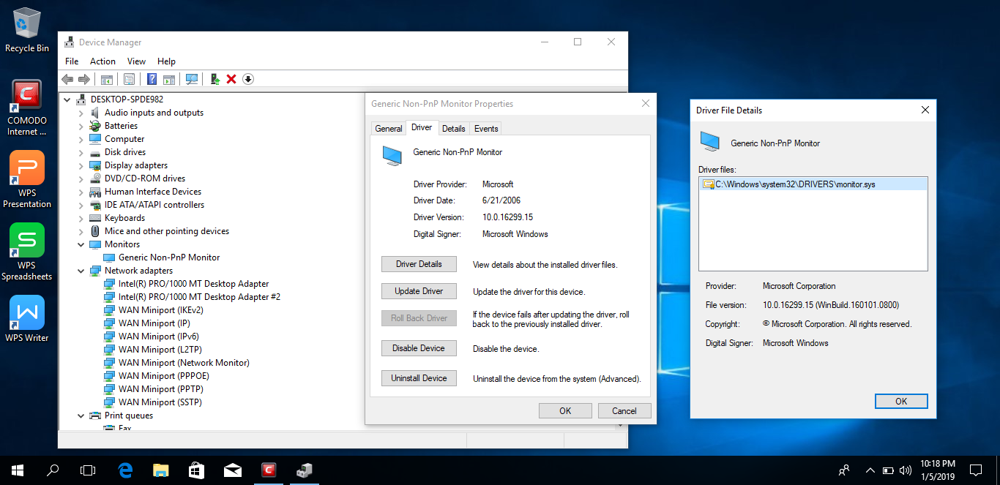 Recycle Bin
COMODO
Internet ...
WPS
Presentation
WPS
Spreadsheets
WPS Writer
Device Manager
File Action View Help
DESKTOP-SPDE982
Audio inputs and outputs
Batteries
Computer
Disk drives
Display adapters
DVD/CD-ROM drives
Human Interface Devices
IDE ATA/ATAPI controllers
Keyboards
Mice and other pointing devices
Monitors
Generic Non-PnP Monitor
Network adapters
Intel(R) PRO/1000 MT Desktop Adapter
Intel(R) PRO/1000 MT Desktop Adapter #2
WAN Miniport (IKEv2)
WAN Miniport (IP)
WAN Miniport (IPv6)
WAN Miniport (L2TP)
WAN Miniport (Network Monitor)
WAN Miniport (PPPOE)
WAN Miniport (PPTP)
WAN Miniport (SSTP)
Print queues
Fax
Generic Non-PnP Monitor Properties
General Driver Details Events
Generic Non-PnP Monitor
Driver Provider: Microsoft
Driver Date: 6/21/2006
Driver Version: 10.0.16299.15
Digital Signer: Microsoft Windows
Driver Details View details about the installed driver files.
Update Driver Update the driver for this device.
Roll Back Driver If the device fails after updating the driver, roll
back to the previously installed driver.
Disable Device Disable the device.
Uninstall Device Uninstall the device from the system (Advanced).
OK Cancel
Driver File Details
Generic Non-PnP Monitor
Driver files:
C:\Windows\system32\DRIVERS\monitor.sys
Provider: Microsoft Corporation
File version: 10.0.16299.15 (WinBuild.160101.0800)
Copyright: © Microsoft Corporation. All rights reserved.
Digital Signer: Microsoft Windows
OK
10:18 PM
1/5/2019